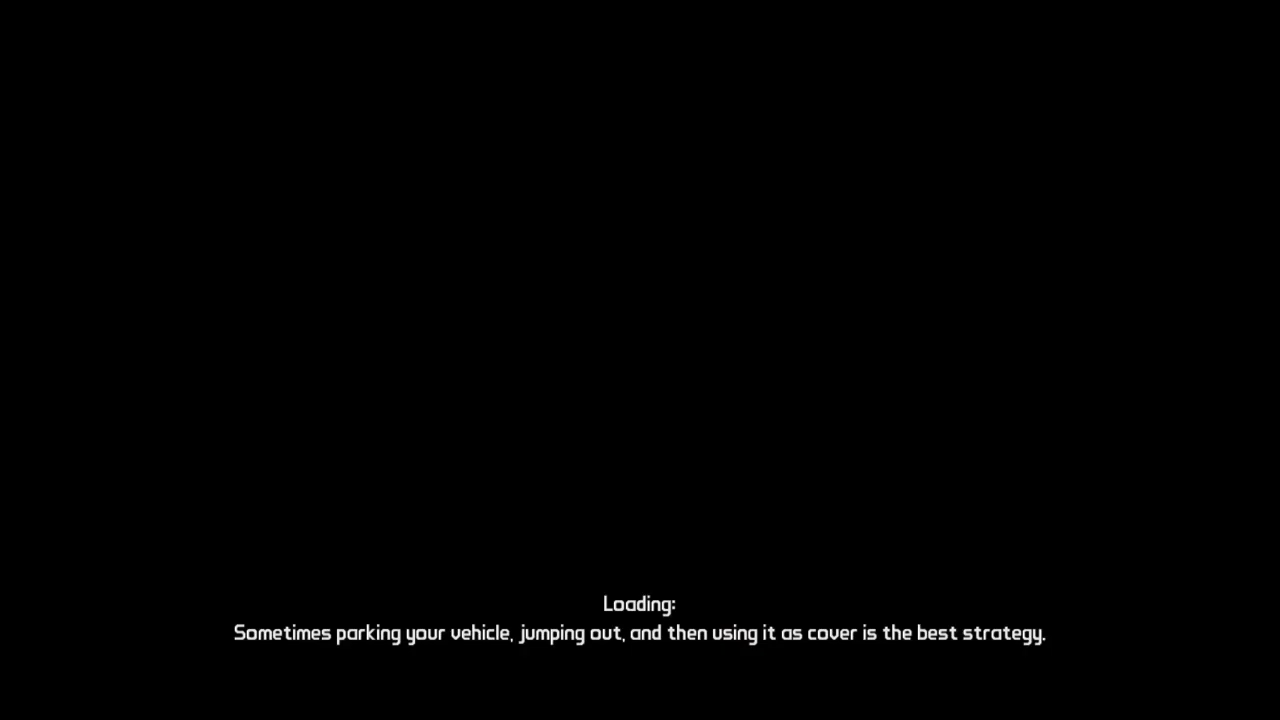 Loading:
Sometimes parking your vehicle, jumping out, and then using it as cover is the best strategy.